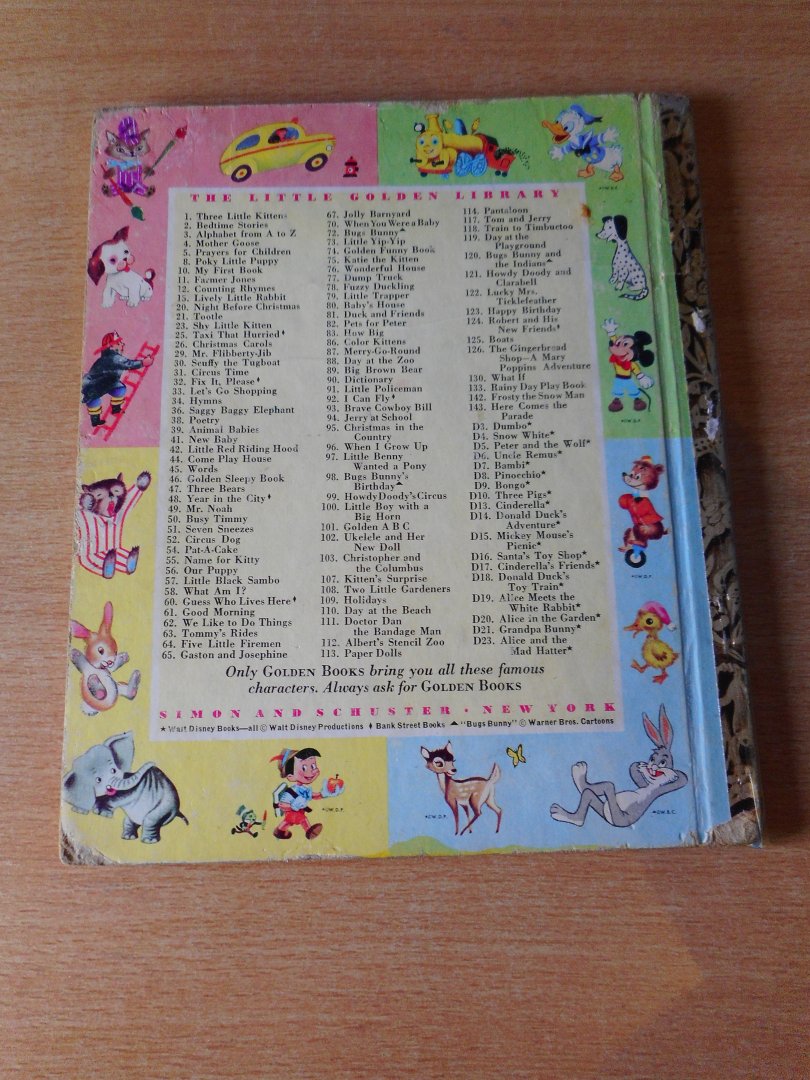 THE LITTLE GOLDEN LIBRARY
1. Three Little Kittens
2. Bedtime Stories
3. Alphabet from A to Z
4. Mother Goose
5. Prayers for Children
8. Poky Little Puppy
10. My First Book
11. Farmer Jones
12. Counting Rhymes
15. Lively Little Rabbit
20. Night Before Christmas
21. Tootle
23. Shy Little Kitten
25. Taxi That Hurried♦
26. Christmas Carols
29. Mr. Flibberty-Jib
30. Scuffy the Tugboat
31. Circus Time
32. Fix It, Please♦
33. Let's Go Shopping
34. Hymns
36. Saggy Baggy Elephant
38. Poetry
39. Animal Babies
41. New Baby
42. Little Red Riding Hood
44. Come Play House
45. Words
46. Golden Sleepy Book
47. Three Bears
48. Year in the City♦
49. Mr. Noah
50. Busy Timmy
51. Seven Sneezes
52. Circus Dog
54. Pat-A-Cake
55. Name for Kitty
56. Our Puppy
57. Little Black Sambo
58. What Am I?
60. Guess Who Lives Here♦
61. Good Morning
62. We Like to Do Things
63. Tommy's Rides
64. Five Little Firemen
65. Gaston and Josephine
67. Jolly Barnyard
70. When You Were a Baby
72. Bugs Bunny▲
73. Little Yip-Yip
74. Golden Funny Book
75. Katie the Kitten
76. Wonderful House
77. Dump Truck
78. Fuzzy Duckling
79. Little Trapper
80. Baby's House
81. Duck and Friends
82. Pets for Peter
83. How Big
86. Color Kittens
87. Merry-Go-Round
88. Day at the Zoo
89. Big Brown Bear
90. Dictionary
91. Little Policeman
92. I Can Fly♦
93. Brave Cowboy Bill
94. Jerry at School
95. Christmas in the
Country
96. When I Grow Up
97. Little Benny
Wanted a Pony
98. Bugs Bunny's
Birthday▲
99. Howdy Doody's Circus
100. Little Boy with a
Big Horn
101. Golden A B C
102. Ukelele and Her
New Doll
103. Christopher and
the Columbus
107. Kitten's Surprise
108. Two Little Gardeners
109. Holidays
110. Day at the Beach
111. Doctor Dan
the Bandage Man
112. Albert's Stencil Zoo
113. Paper Dolls
114. Pantaloon
117. Tom and Jerry
118. Train to Timbuctoo
119. Day at the
Playground
120. Bugs Bunny and
the Indians▲
121. Howdy Doody and
Clarabell
122. Lucky Mrs.
Ticklefeather
123. Happy Birthday
124. Robert and His
New Friends♦
125. Boats
126. The Gingerbread
Shop—A Mary
Poppins Adventure
130. What If
133. Rainy Day Play Book
142. Frosty the Snow Man
143. Here Comes the
Parade
D3. Dumbo★
D4. Snow White★
D5. Peter and the Wolf★
D6. Uncle Remus★
D7. Bambi★
D8. Pinocchio★
D9. Bongo★
D10. Three Pigs★
D13. Cinderella★
D14. Donald Duck's
Adventure★
D15. Mickey Mouse's
Picnic★
D16. Santa's Toy Shop★
D17. Cinderella's Friends★
D18. Donald Duck's
Toy Train★
D19. Alice Meets the
White Rabbit★
D20. Alice in the Garden★
D21. Grandpa Bunny★
D23. Alice and the
Mad Hatter★
Only GOLDEN BOOKS bring you all these famous
characters. Always ask for GOLDEN BOOKS
SIMON AND SCHUSTER · NEW YORK
★Walt Disney Books—all © Walt Disney Productions ♦ Bank Street Books ▲"Bugs Bunny" © Warner Bros. Cartoons
★©W.D.P.
★©W.D.P.
★©W.D.P.
★©W.D.P.
★©W.D.P.
▲©W.B.C.